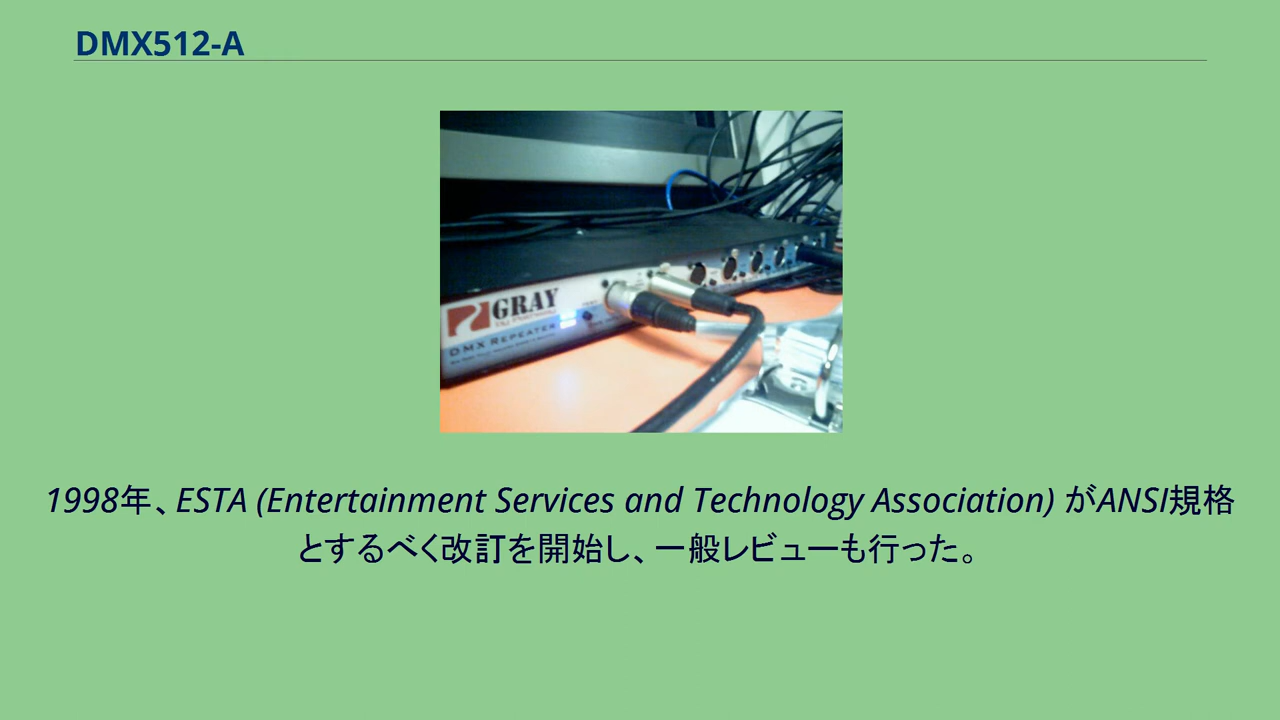 DMX512-A
GRAY
DMX REPEATER
1998年、ESTA (Entertainment Services and Technology Association) がANSI規格
とするべく改訂を開始し、一般レビューも行った。